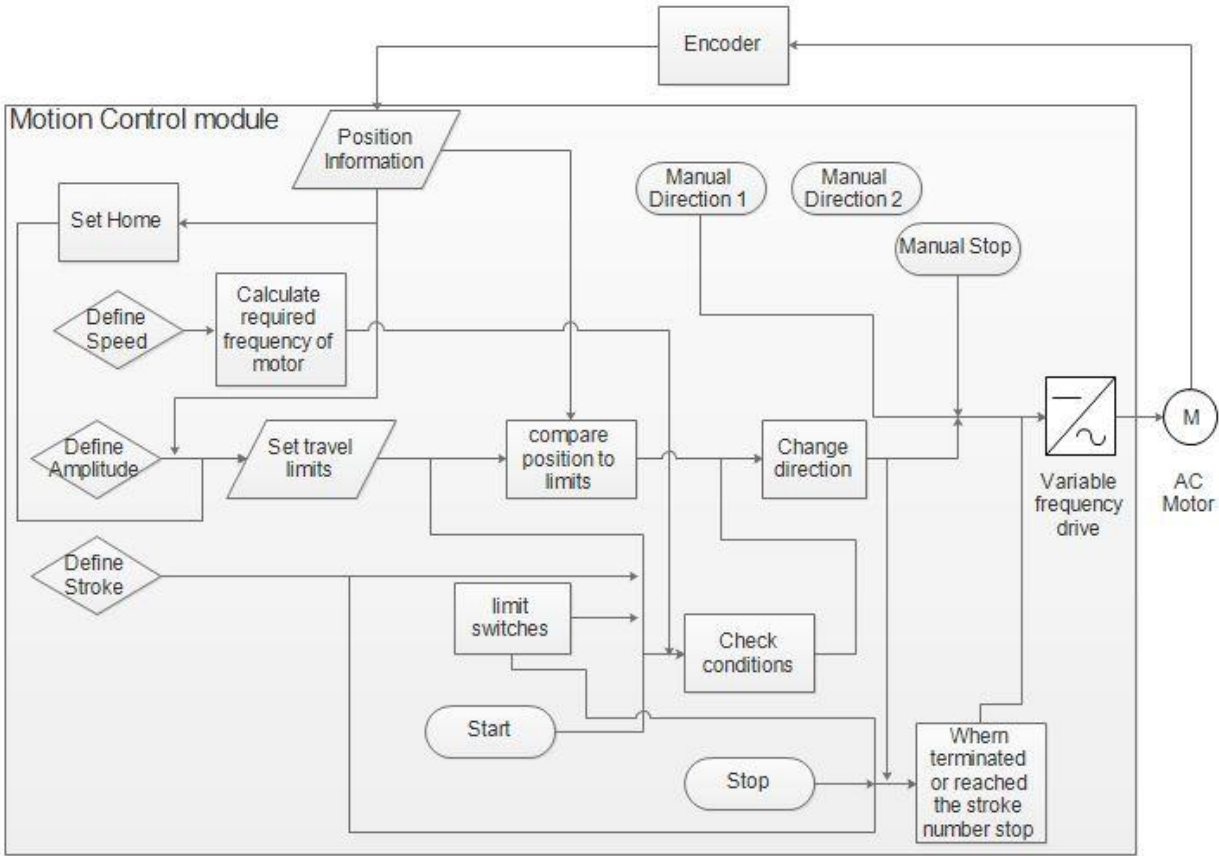 Encoder
Motion Control module
Position
Information
Manual
Direction 1
Manual
Direction 2
Set Home
Manual Stop
Calculate
required
frequency of
motor
Define
Speed
M
Define
Amplitude
Set travel
limits
compare
position to
limits
Change
direction
Variable
frequency
drive
AC
Motor
Define
Stroke
limit
switches
Check
conditions
Start
Stop
Whern
terminated
or reached
the stroke
number stop